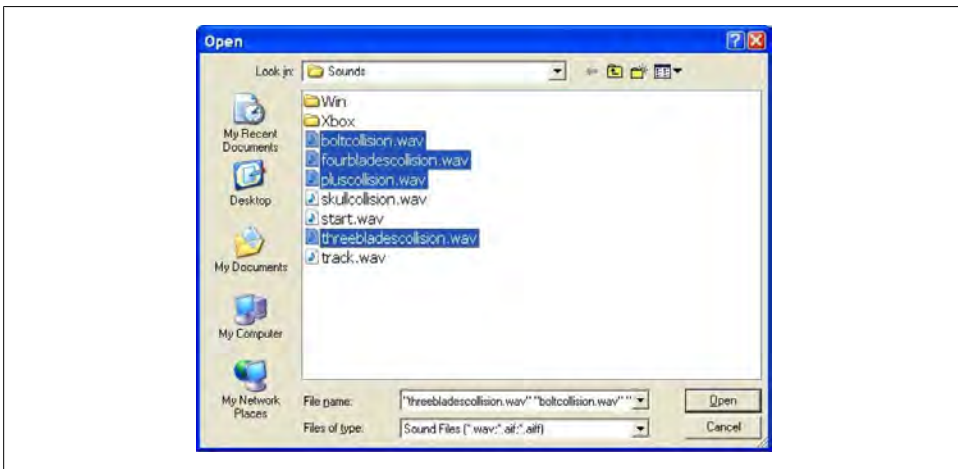 Open
Look in: Sounds
My Recent
Documents
Desktop
My Documents
My Computer
My Network
Places
Win
Xbox
boltcollision.wav
fourbladescollision.wav
pluscollision.wav
skullcollision.wav
start.wav
threebladescollision.wav
track.wav
File name: "threebladescollision.wav" "boltcollision.wav" " Open
Files of type: Sound Files (*.wav;*.aif;*.aiff) Cancel